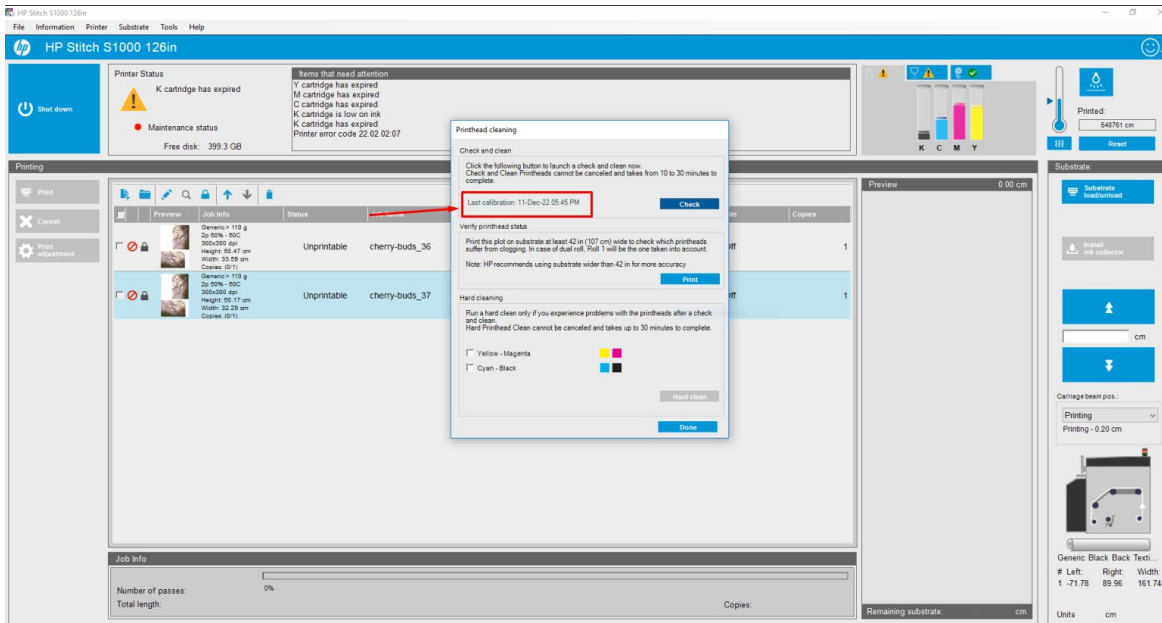 HP Stitch S1000 126in
File Information Printer Substrate Tools Help
HP Stitch S1000 126in
Shut down
Printer Status
K cartridge has expired
Maintenance status
Free disk: 399.3 GB
Items that need attention
Y cartridge has expired
M cartridge has expired
C cartridge has expired
K cartridge is low on ink
K cartridge has expired
Printer error code 22.02.02:07
K C M Y
Printed:
548761 cm
Reset
Printing
Print
Cancel
Print
adjustment
Preview Job Info Status Copies
Generic > 110 g
2p 50% - 50C
300x300 dpi
Height: 50.47 cm
Width: 33.59 cm
Copies: (0/1)
Unprintable cherry-buds_36 1
Generic > 110 g
2p 50% - 50C
300x300 dpi
Height: 50.17 cm
Width: 32.29 cm
Copies: (0/1)
Unprintable cherry-buds_37 1
Printhead cleaning
Check and clean
Click the following button to launch a check and clean now.
Check and Clean Printheads cannot be canceled and takes from 10 to 30 minutes to
complete.
Last calibration: 11-Dec-22 05:45 PM
Check
Verify printhead status
Print this plot on substrate at least 42 in (107 cm) wide to check which printheads
suffer from clogging. In case of dual roll, Roll 1 will be the one taken into account.
Note: HP recommends using substrate wider than 42 in for more accuracy
Print
Hard cleaning
Run a hard clean only if you experience problems with the printheads after a check
and clean.
Hard Printhead Clean cannot be canceled and takes up to 30 minutes to complete.
Yellow - Magenta
Cyan - Black
Hard clean
Done
Preview 0.00 cm
Remaining substrate: cm
Job Info
0%
Number of passes:
Total length:
Copies:
Substrate
Substrate
load/unload
Install
ink collector
cm
Carriage beam pos.:
Printing
Printing - 0.20 cm
Generic Black Back Texti...
# Left: Right: Width:
1 -71.78 89.96 161.74
Units cm